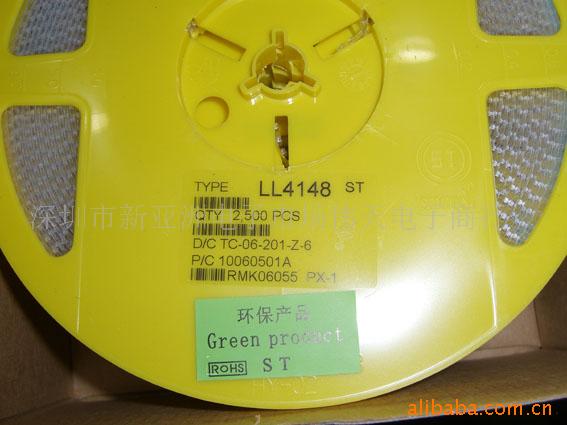 ST
TYPE LL4148 ST
QTY 2,500 PCS
D/C TC-06-201-Z-6
P/C 10060501A
RMK06055 PX-1
环保产品
Green product
ROHS ST
alibaba.com.cn